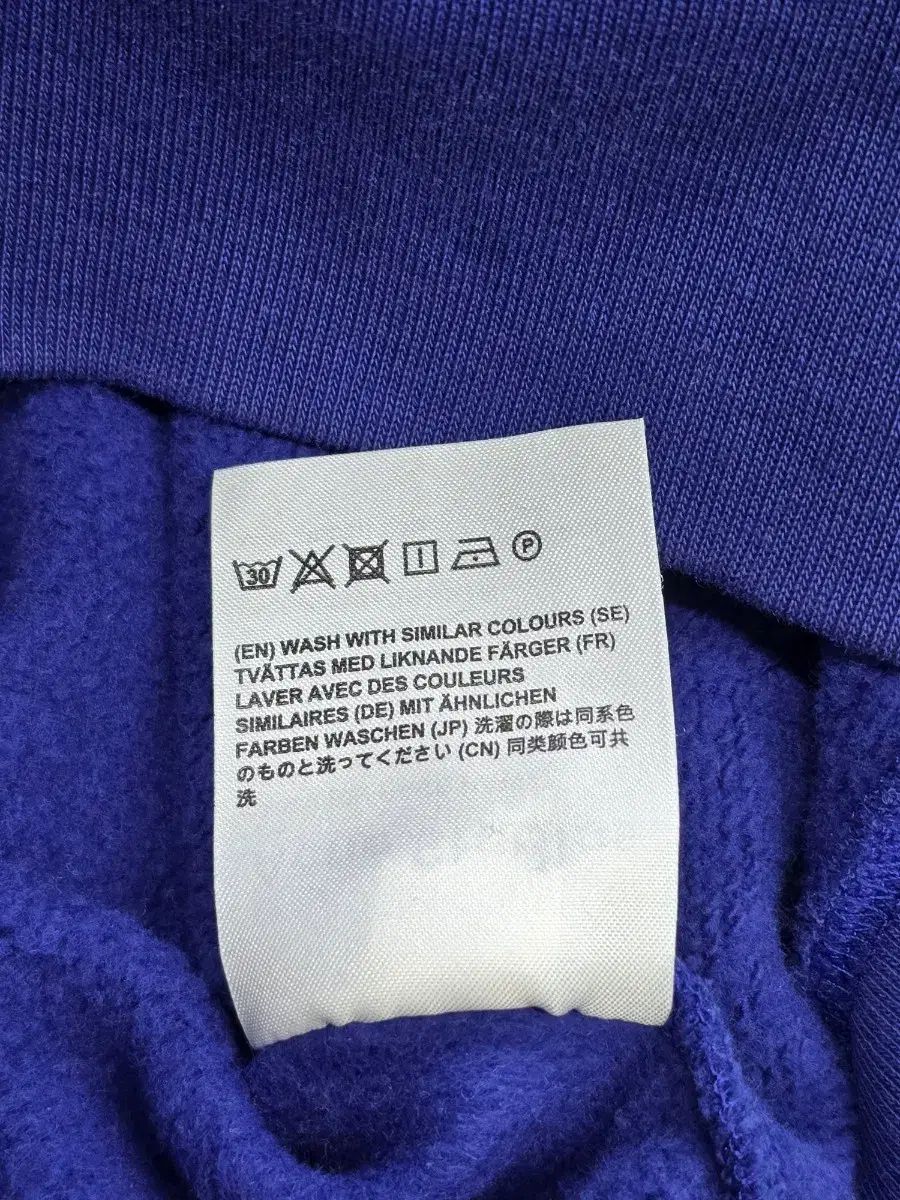 30 P
(EN) WASH WITH SIMILAR COLOURS (SE)
TVÄTTAS MED LIKNANDE FÄRGER (FR)
LAVER AVEC DES COULEURS
SIMILAIRES (DE) MIT ÄHNLICHEN
FARBEN WASCHEN (JP) 洗濯の際は同系色
のものと洗ってください (CN) 同类颜色可共
洗